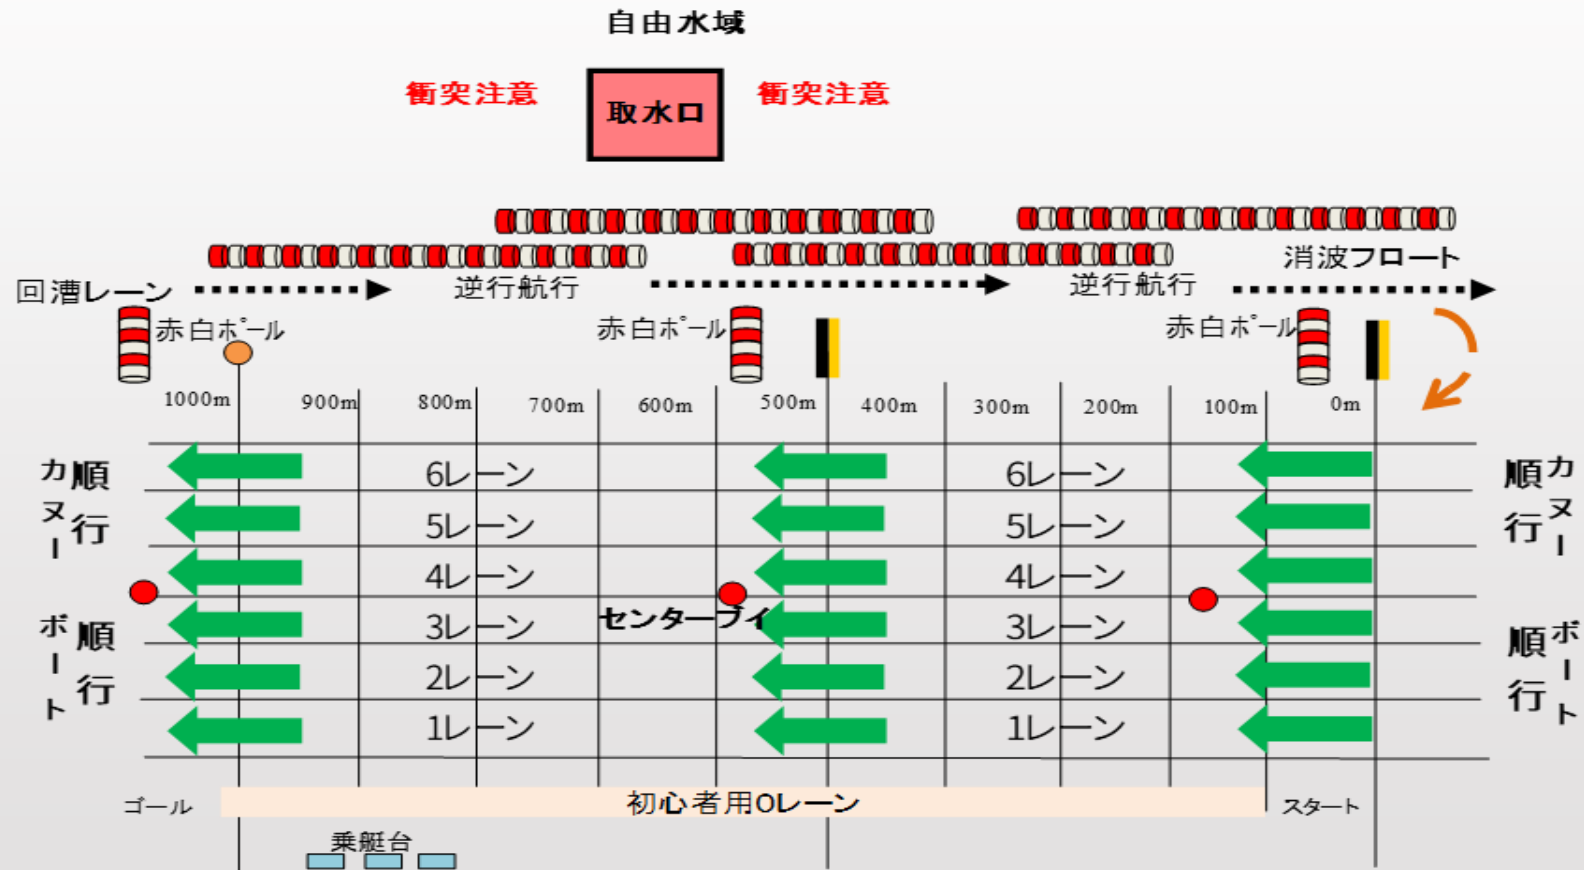 自由水域
衝突注意
取水口
衝突注意
消波フロート
回漕レーン
逆行航行
逆行航行
赤白ポール
赤白ポール
赤白ポール
1000m 900m 800m 700m 600m 500m 400m 300m 200m 100m 0m
カヌー
順行
6レーン
6レーン
順行
カヌー
5レーン
5レーン
4レーン
4レーン
センターブイ
ボート
順行
3レーン
3レーン
順行
ボート
2レーン
2レーン
1レーン
1レーン
ゴール
初心者用0レーン
スタート
乗艇台